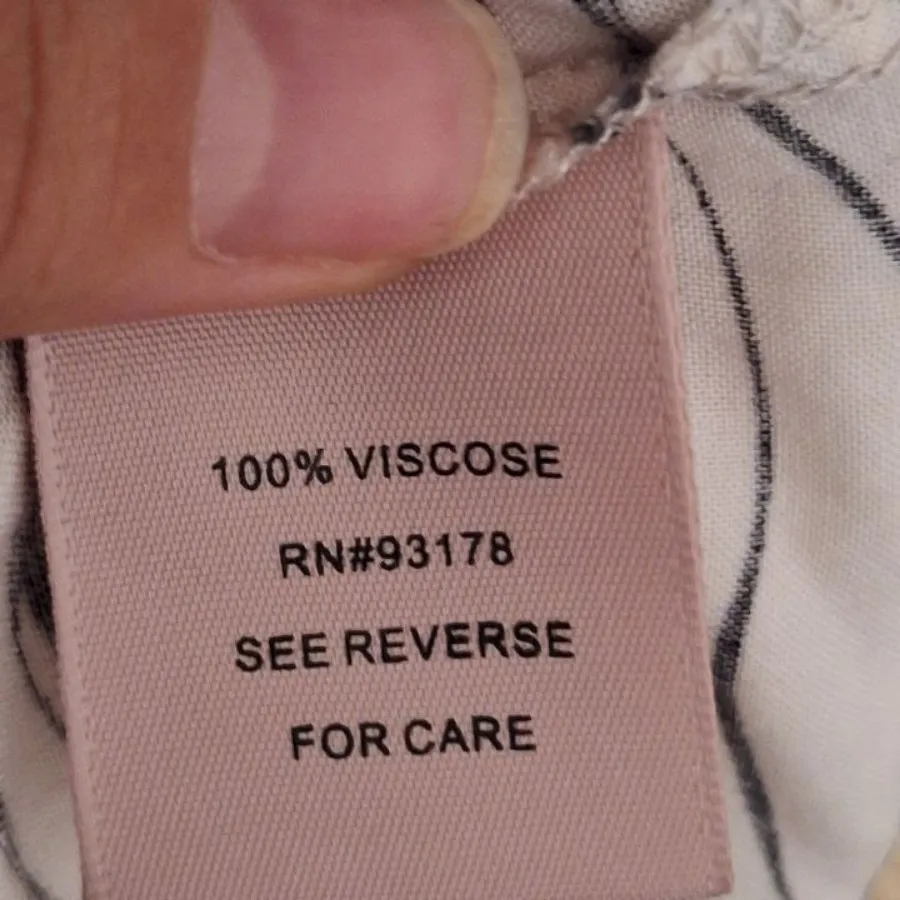 100% VISCOSE
RN#93178
SEE REVERSE
FOR CARE